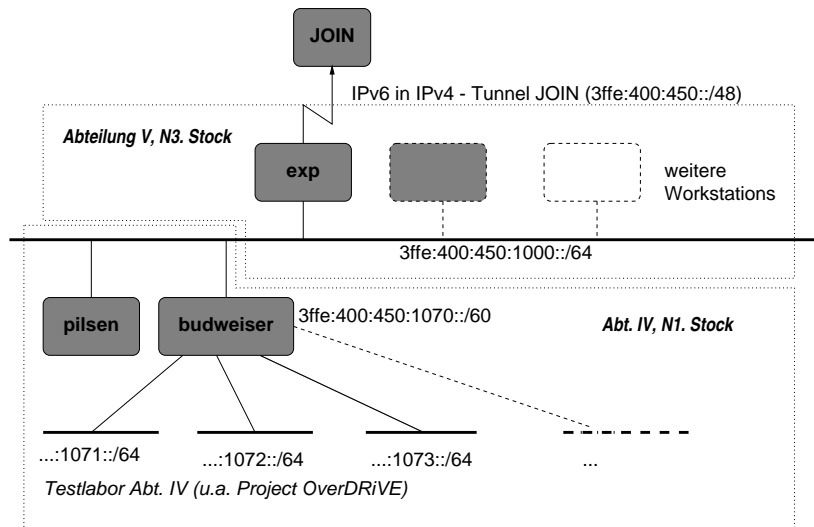 JOIN
IPv6 in IPv4 - Tunnel JOIN (3ffe:400:450::/48)
Abteilung V, N3. Stock
exp
weitere
Workstations
3ffe:400:450:1000::/64
pilsen
budweiser
3ffe:400:450:1070::/60
Abt. IV, N1. Stock
...:1071::/64
...:1072::/64
...:1073::/64
...
Testlabor Abt. IV (u.a. Project OverDRiVE)